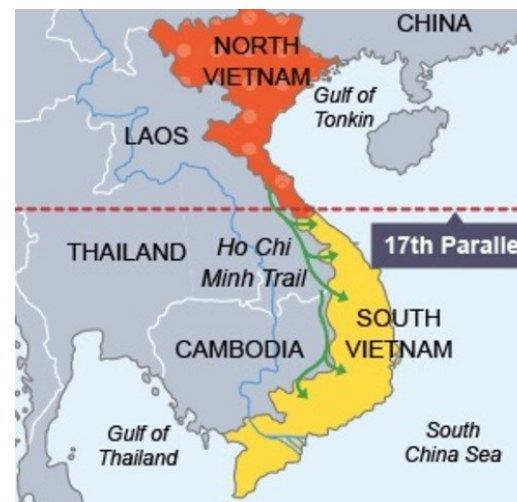 CHINA
NORTH
VIETNAM
Gulf of
Tonkin
LAOS
17th Paralle
THAILAND
Ho Chi
Minh Trail
SOUTH
VIETNAM
CAMBODIA
Gulf of
Thailand
South
China Sea